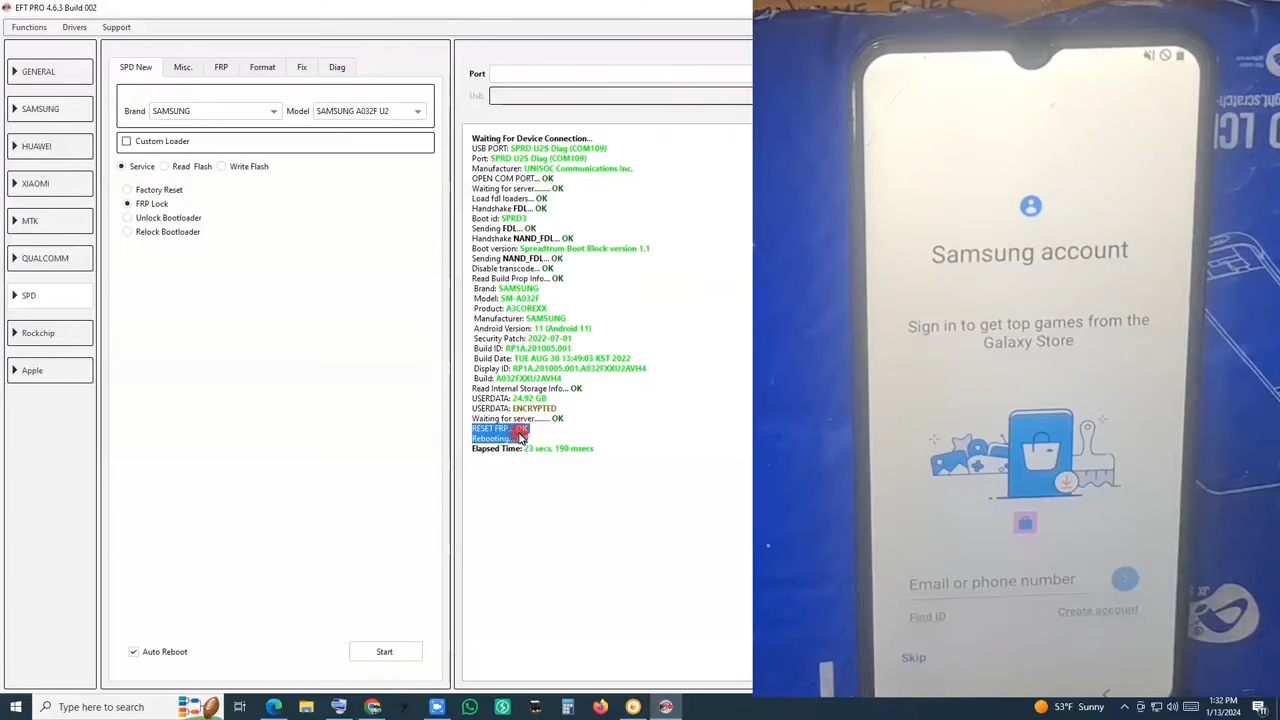 EFT PRO 4.6.3 Build 002
Functions Drivers Support
GENERAL
SAMSUNG
HUAWEI
XIAOMI
MTK
QUALCOMM
SPD
Rockchip
Apple
SPD New Misc. FRP Format Fix Diag
Brand SAMSUNG Model SAMSUNG A032F U2
Custom Loader
Service Read Flash Write Flash
Factory Reset
FRP Lock
Unlock Bootloader
Relock Bootloader
Auto Reboot Start
Port
Usb:
Waiting For Device Connection...
USB PORT: SPRD U2S Diag (COM109)
Port: SPRD U2S Diag (COM109)
Manufacturer: UNISOC Communications Inc.
OPEN COM PORT... OK
Waiting for server......... OK
Load fdl loaders... OK
Handshake FDL... OK
Boot id: SPRD3
Sending FDL... OK
Handshake NAND_FDL... OK
Boot version: Spreadtrum Boot Block version 1.1
Sending NAND_FDL... OK
Disable transcode... OK
Read Build Prop Info... OK
Brand: SAMSUNG
Model: SM-A032F
Product: A3COREXX
Manufacturer: SAMSUNG
Android Version: 11 (Android 11)
Security Patch: 2022-07-01
Build ID: RP1A.201005.001
Build Date: TUE AUG 30 13:49:03 KST 2022
Display ID: RP1A.201005.001.A032FXXU2AVH4
Build: A032FXXU2AVH4
Read Internal Storage Info... OK
USERDATA: 24.92 GB
USERDATA: ENCRYPTED
Waiting for server......... OK
RESET FRP... OK
Rebooting...
Elapsed Time: 23 secs, 190 msecs
Samsung account
Sign in to get top games from the
Galaxy Store
Email or phone number
Find ID Create account
Skip
Type here to search
53°F Sunny
1:32 PM
1/13/2024